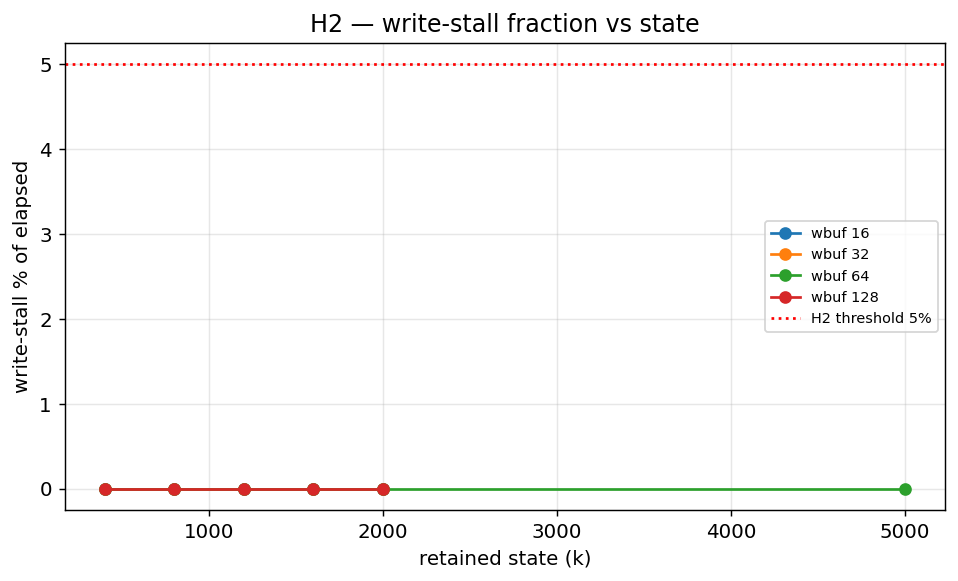 H2 — write-stall fraction vs state
write-stall % of elapsed
5
4
3
2
1
0
wbuf 16
wbuf 32
wbuf 64
wbuf 128
H2 threshold 5%
1000 2000 3000 4000 5000
retained state (k)